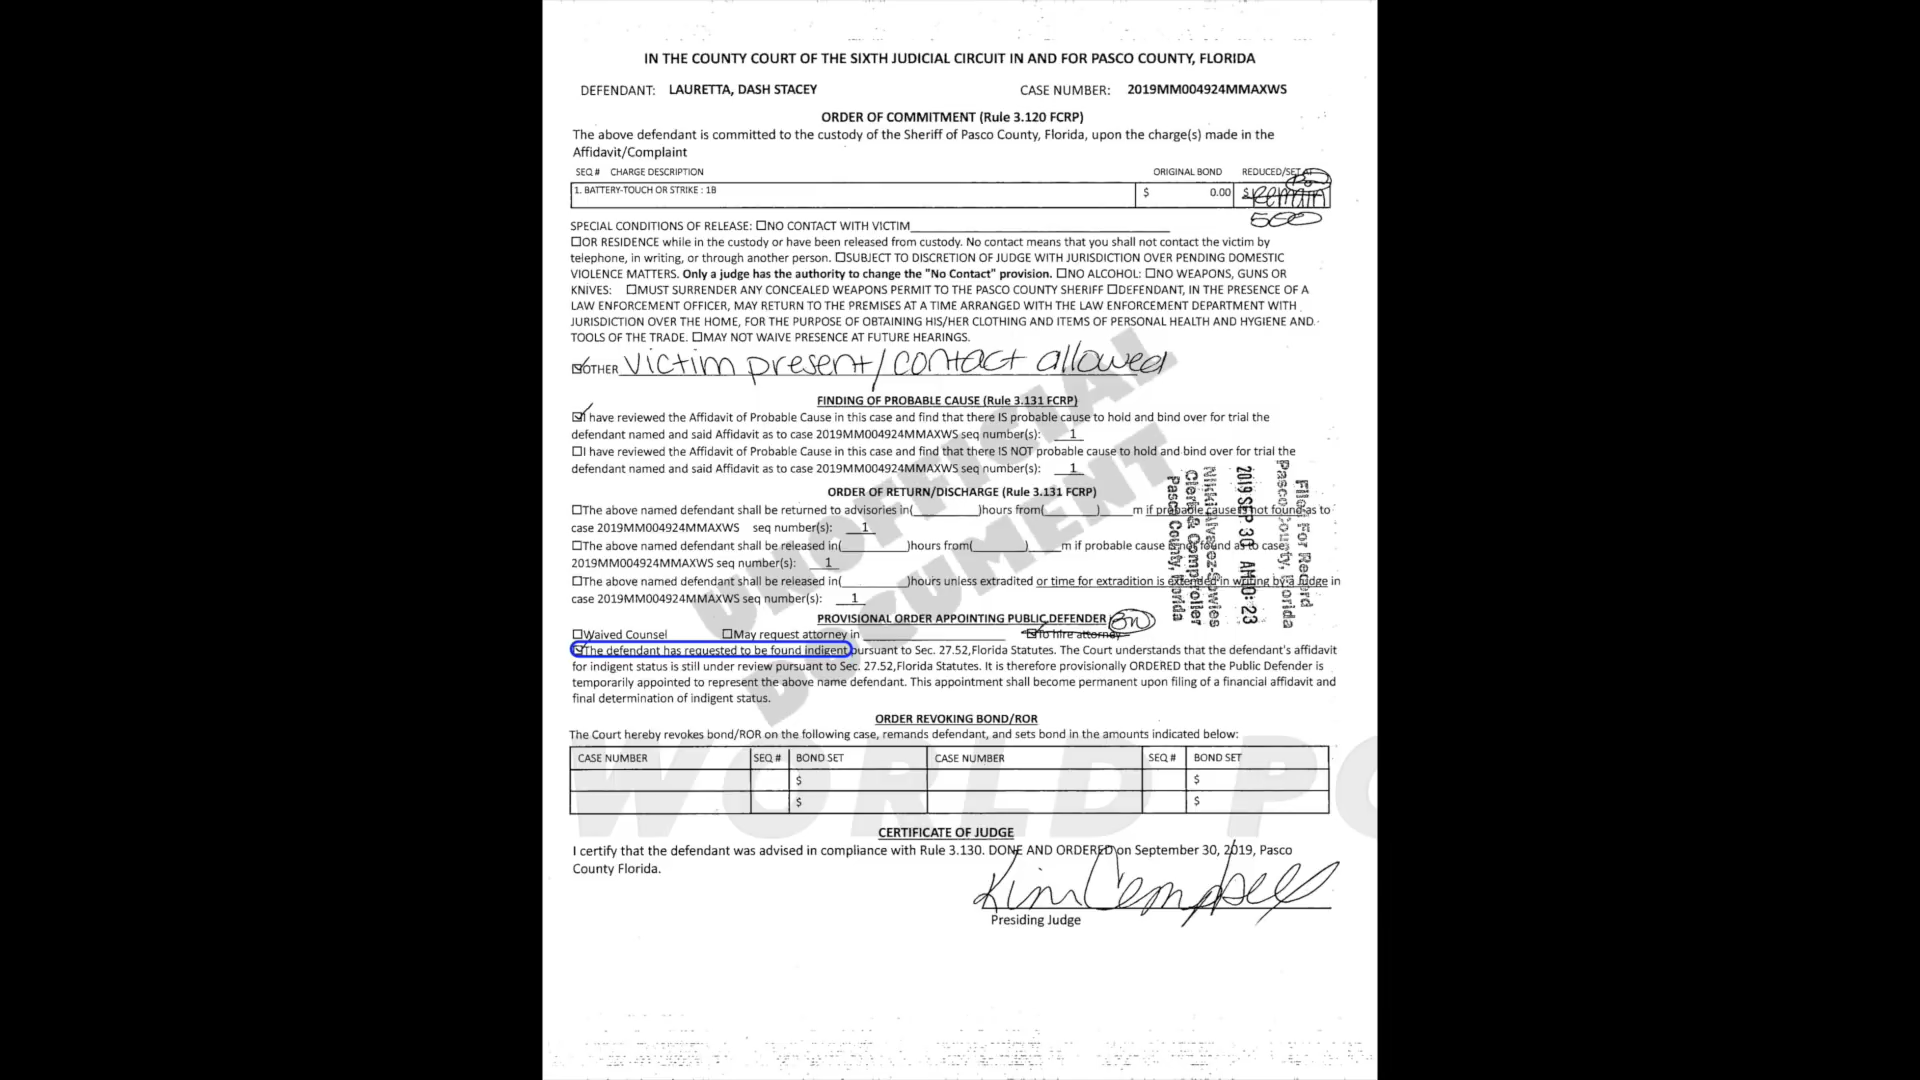 IN THE COUNTY COURT OF THE SIXTH JUDICIAL CIRCUIT IN AND FOR PASCO COUNTY, FLORIDA
DEFENDANT: LAURETTA, DASH STACEY CASE NUMBER: 2019MM004924MMAXWS
ORDER OF COMMITMENT (Rule 3.120 FCRP)
The above defendant is committed to the custody of the Sheriff of Pasco County, Florida, upon the charge(s) made in the
Affidavit/Complaint
SEQ # CHARGE DESCRIPTION ORIGINAL BOND REDUCED/SET AT
1. BATTERY-TOUCH OR STRIKE : 1B $ 0.00 $
500
SPECIAL CONDITIONS OF RELEASE: ☐NO CONTACT WITH VICTIM
☐OR RESIDENCE while in the custody or have been released from custody. No contact means that you shall not contact the victim by
telephone, in writing, or through another person. ☐SUBJECT TO DISCRETION OF JUDGE WITH JURISDICTION OVER PENDING DOMESTIC
VIOLENCE MATTERS. Only a judge has the authority to change the "No Contact" provision. ☐NO ALCOHOL: ☐NO WEAPONS, GUNS OR
KNIVES: ☐MUST SURRENDER ANY CONCEALED WEAPONS PERMIT TO THE PASCO COUNTY SHERIFF ☐DEFENDANT, IN THE PRESENCE OF A
LAW ENFORCEMENT OFFICER, MAY RETURN TO THE PREMISES AT A TIME ARRANGED WITH THE LAW ENFORCEMENT DEPARTMENT WITH
JURISDICTION OVER THE HOME, FOR THE PURPOSE OF OBTAINING HIS/HER CLOTHING AND ITEMS OF PERSONAL HEALTH AND HYGIENE AND
TOOLS OF THE TRADE. ☐MAY NOT WAIVE PRESENCE AT FUTURE HEARINGS.
☑OTHER victim present/contact allowed
FINDING OF PROBABLE CAUSE (Rule 3.131 FCRP)
☑I have reviewed the Affidavit of Probable Cause in this case and find that there IS probable cause to hold and bind over for trial the
defendant named and said Affidavit as to case 2019MM004924MMAXWS seq number(s): 1
☐I have reviewed the Affidavit of Probable Cause in this case and find that there IS NOT probable cause to hold and bind over for trial the
defendant named and said Affidavit as to case 2019MM004924MMAXWS seq number(s): 1
ORDER OF RETURN/DISCHARGE (Rule 3.131 FCRP)
☐The above named defendant shall be returned to advisories in(________)hours from(________)____m if probable cause is not found as to
case 2019MM004924MMAXWS seq number(s): 1
☐The above named defendant shall be released in(________)hours from(________)____m if probable cause is not found as to case
2019MM004924MMAXWS seq number(s): 1
☐The above named defendant shall be released in(________)hours unless extradited or time for extradition is extended in writing by a judge in
case 2019MM004924MMAXWS seq number(s): 1
Filed For Record
Pasco County, Florida
2019 SEP 30 AM 10: 23
Nikki Alvarez-Sowles
Clerk & Comptroller
Pasco County, Florida
PROVISIONAL ORDER APPOINTING PUBLIC DEFENDER
☐Waived Counsel ☐May request attorney in ________ ☑To hire attorney
☑The defendant has requested to be found indigent pursuant to Sec. 27.52,Florida Statutes. The Court understands that the defendant's affidavit
for indigent status is still under review pursuant to Sec. 27.52,Florida Statutes. It is therefore provisionally ORDERED that the Public Defender is
temporarily appointed to represent the above name defendant. This appointment shall become permanent upon filing of a financial affidavit and
final determination of indigent status.
UNOFFICIAL
DOCUMENT
ORDER REVOKING BOND/ROR
The Court hereby revokes bond/ROR on the following case, remands defendant, and sets bond in the amounts indicated below:
CASE NUMBER SEQ # BOND SET CASE NUMBER SEQ # BOND SET
$ $
$ $
WORLD PO
CERTIFICATE OF JUDGE
I certify that the defendant was advised in compliance with Rule 3.130. DONE AND ORDERED on September 30, 2019, Pasco
County Florida.
Kim Campbell
Presiding Judge